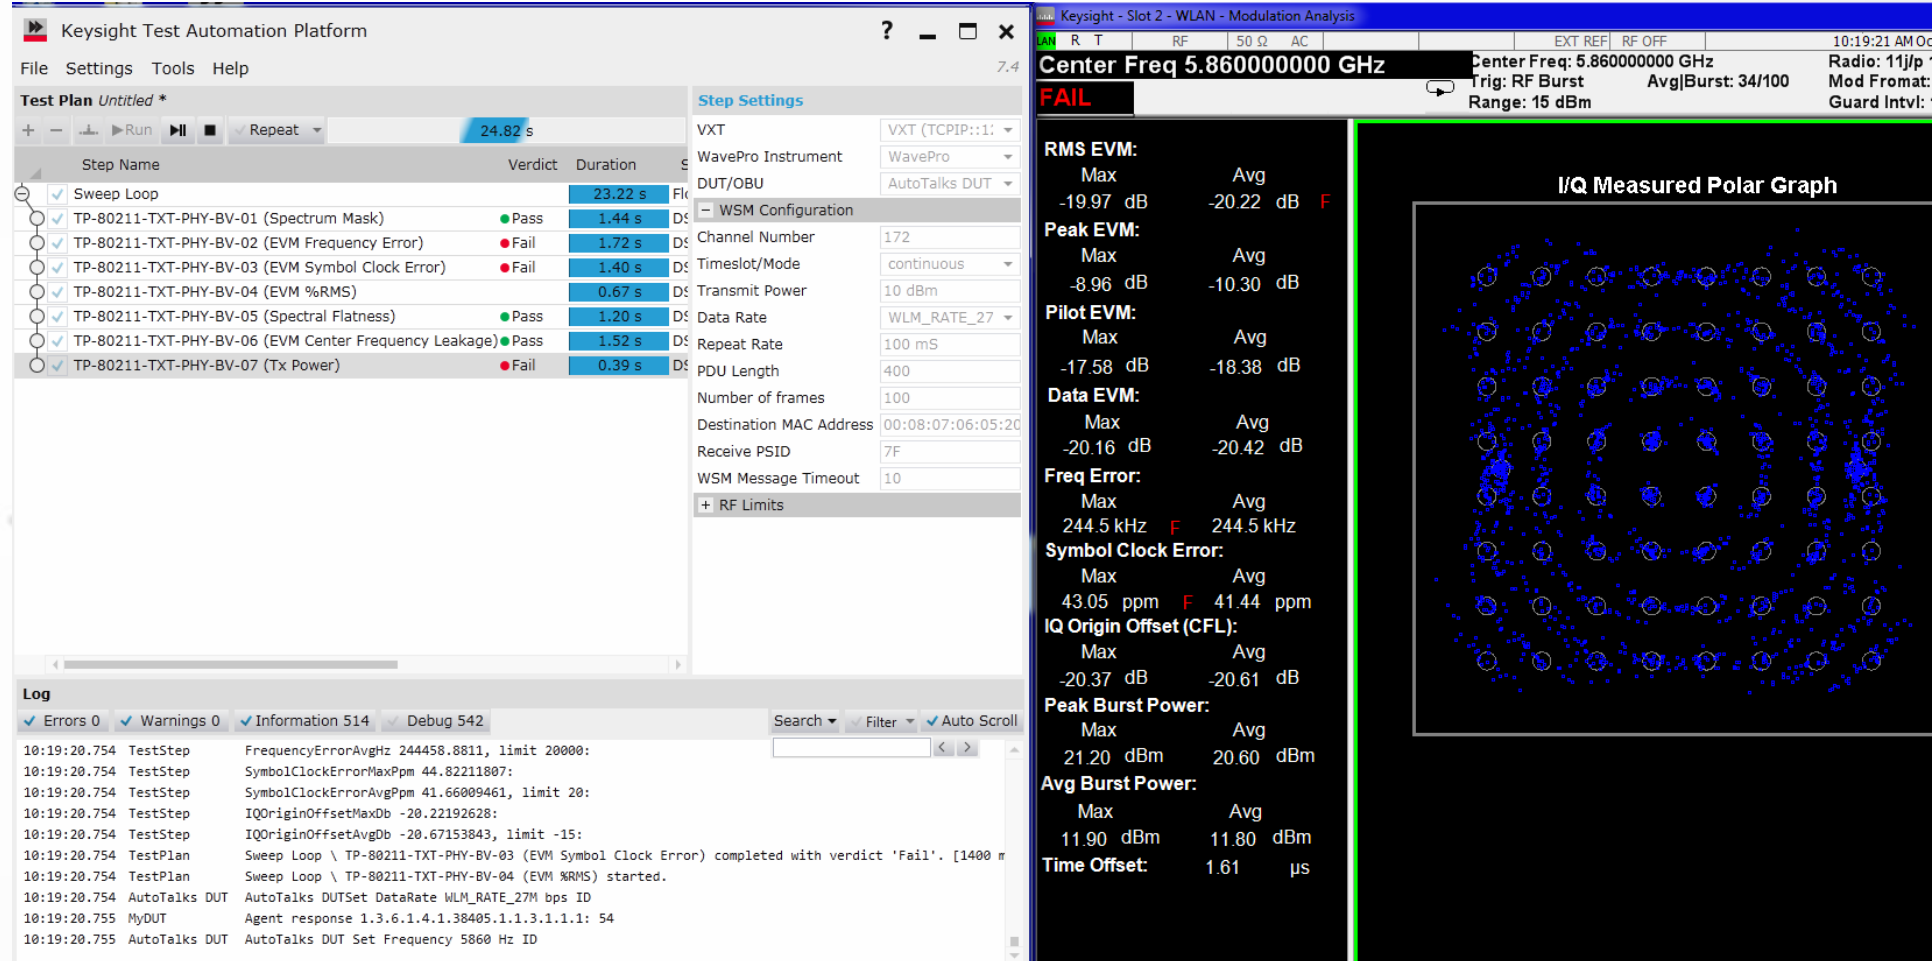 Keysight Test Automation Platform
?
File Settings Tools Help
7.4
Test Plan Untitled *
Run
Repeat
24.82 s
Step Name Verdict Duration
Sweep Loop 23.22 s
TP-80211-TXT-PHY-BV-01 (Spectrum Mask) Pass 1.44 s
TP-80211-TXT-PHY-BV-02 (EVM Frequency Error) Fail 1.72 s
TP-80211-TXT-PHY-BV-03 (EVM Symbol Clock Error) Fail 1.40 s
TP-80211-TXT-PHY-BV-04 (EVM %RMS) 0.67 s
TP-80211-TXT-PHY-BV-05 (Spectral Flatness) Pass 1.20 s
TP-80211-TXT-PHY-BV-06 (EVM Center Frequency Leakage) Pass 1.52 s
TP-80211-TXT-PHY-BV-07 (Tx Power) Fail 0.39 s
Step Settings
VXT VXT (TCPIP::1
WavePro Instrument WavePro
DUT/OBU AutoTalks DUT
WSM Configuration
Channel Number 172
Timeslot/Mode continuous
Transmit Power 10 dBm
Data Rate WLM_RATE_27
Repeat Rate 100 mS
PDU Length 400
Number of frames 100
Destination MAC Address 00:08:07:06:05:20
Receive PSID 7F
WSM Message Timeout 10
RF Limits
Log
Errors 0 Warnings 0 Information 514 Debug 542 Search Filter Auto Scroll
10:19:20.754 TestStep FrequencyErrorAvgHz 244458.8811, limit 20000:
10:19:20.754 TestStep SymbolClockErrorMaxPpm 44.82211807:
10:19:20.754 TestStep SymbolClockErrorAvgPpm 41.66009461, limit 20:
10:19:20.754 TestStep IQOriginOffsetMaxDb -20.22192628:
10:19:20.754 TestStep IQOriginOffsetAvgDb -20.67153843, limit -15:
10:19:20.754 TestPlan Sweep Loop \ TP-80211-TXT-PHY-BV-03 (EVM Symbol Clock Error) completed with verdict 'Fail'. [1400 m
10:19:20.754 TestPlan Sweep Loop \ TP-80211-TXT-PHY-BV-04 (EVM %RMS) started.
10:19:20.754 AutoTalks DUT AutoTalks DUTSet DataRate WLM_RATE_27M bps ID
10:19:20.755 MyDUT Agent response 1.3.6.1.4.1.38405.1.1.3.1.1.1: 54
10:19:20.755 AutoTalks DUT AutoTalks DUT Set Frequency 5860 Hz ID
Keysight - Slot 2 - WLAN - Modulation Analysis
LAN R T RF 50 Ω AC EXT REF RF OFF 10:19:21 AM Oc
Center Freq 5.860000000 GHz
FAIL
Center Freq: 5.860000000 GHz
Trig: RF Burst Avg|Burst: 34/100
Range: 15 dBm
Radio: 11j/p
Mod Fromat:
Guard Intvl:
RMS EVM:
Max Avg
-19.97 dB -20.22 dB F
Peak EVM:
Max Avg
-8.96 dB -10.30 dB
Pilot EVM:
Max Avg
-17.58 dB -18.38 dB
Data EVM:
Max Avg
-20.16 dB -20.42 dB
Freq Error:
Max Avg
244.5 kHz F 244.5 kHz
Symbol Clock Error:
Max Avg
43.05 ppm F 41.44 ppm
IQ Origin Offset (CFL):
Max Avg
-20.37 dB -20.61 dB
Peak Burst Power:
Max Avg
21.20 dBm 20.60 dBm
Avg Burst Power:
Max Avg
11.90 dBm 11.80 dBm
Time Offset: 1.61 µs
I/Q Measured Polar Graph